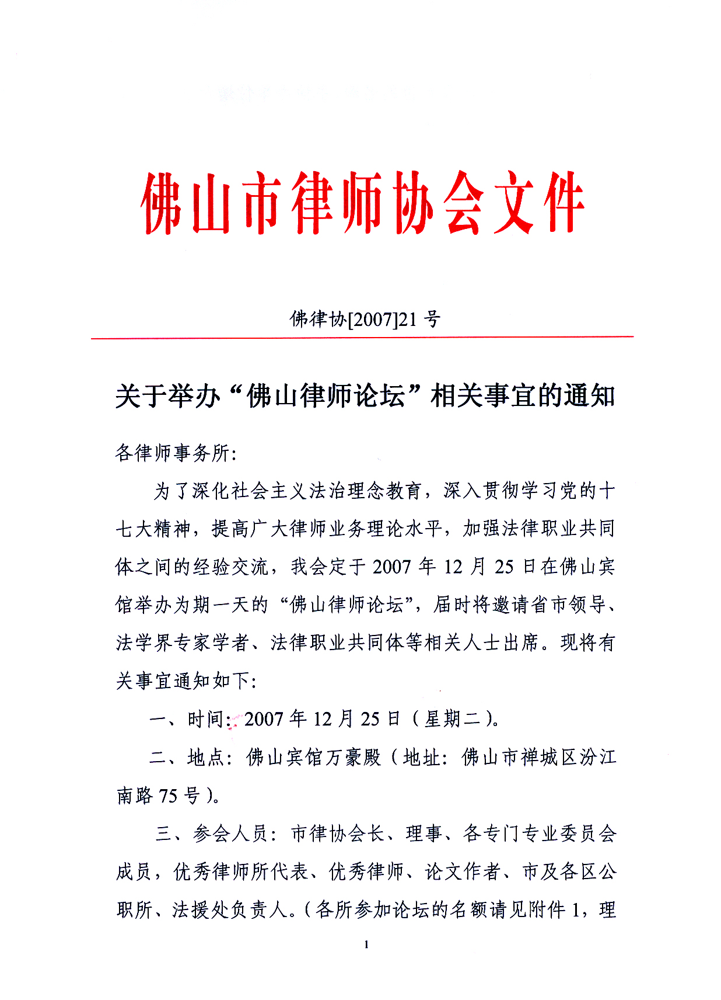 佛山市律师协会文件
佛律协[2007]21 号
关于举办“佛山律师论坛”相关事宜的通知
各律师事务所：
为了深化社会主义法治理念教育，深入贯彻学习党的十
七大精神，提高广大律师业务理论水平，加强法律职业共同
体之间的经验交流，我会定于 2007 年 12 月 25 日在佛山宾
馆举办为期一天的“佛山律师论坛”，届时将邀请省市领导、
法学界专家学者、法律职业共同体等相关人士出席。现将有
关事宜通知如下：
一、时间：2007 年 12 月 25 日（星期二）。
二、地点：佛山宾馆万豪殿（地址：佛山市禅城区汾江
南路 75 号）。
三、参会人员：市律协会长、理事、各专门专业委员会
成员，优秀律师所代表、优秀律师、论文作者、市及各区公
职所、法援处负责人。（各所参加论坛的名额请见附件 1，理
1